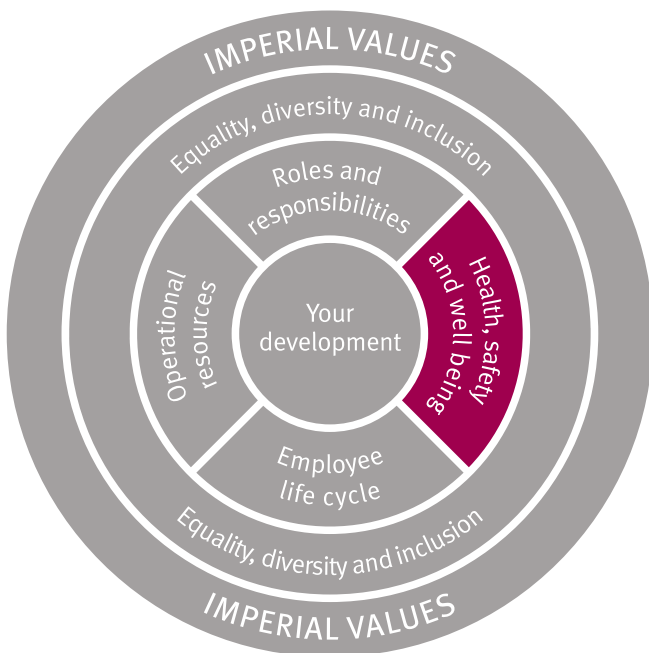 IMPERIAL VALUES
Equality, diversity and inclusion
Roles and
responsibilities
Operational
resources
Your
development
Health, safety
and well being
Employee
life cycle
Equality, diversity and inclusion
IMPERIAL VALUES